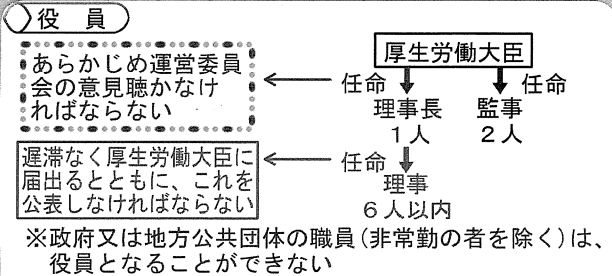 役員
厚生労働大臣
あらかじめ運営委員
会の意見聴かなけ
ればならない
任命
任命
理事長
監事
1人
2人
遅滞なく厚生労働大臣に
届出るとともに、これを
公表しなければならない
任命
理事
6人以内
※政府又は地方公共団体の職員(非常勤の者を除く)は、
役員となることができない